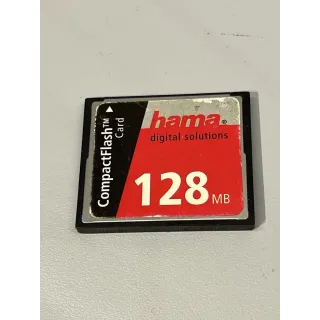 CompactFlash™
Card
hama®
digital solutions
128 MB